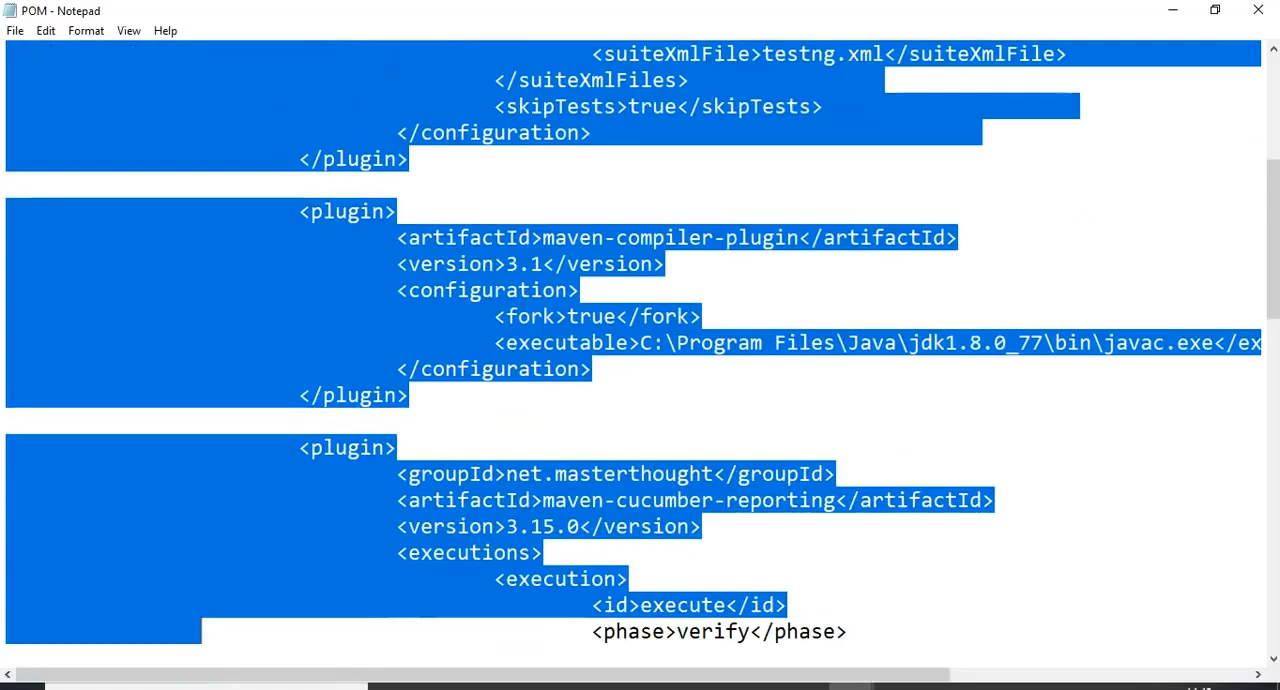 POM - Notepad
File Edit Format View Help
<suiteXmlFile>testng.xml</suiteXmlFile>
</suiteXmlFiles>
<skipTests>true</skipTests>
</configuration>
</plugin>
<plugin>
<artifactId>maven-compiler-plugin</artifactId>
<version>3.1</version>
<configuration>
<fork>true</fork>
<executable>C:\Program Files\Java\jdk1.8.0_77\bin\javac.exe</ex
</configuration>
</plugin>
<plugin>
<groupId>net.masterthought</groupId>
<artifactId>maven-cucumber-reporting</artifactId>
<version>3.15.0</version>
<executions>
<execution>
<id>execute</id>
<phase>verify</phase>